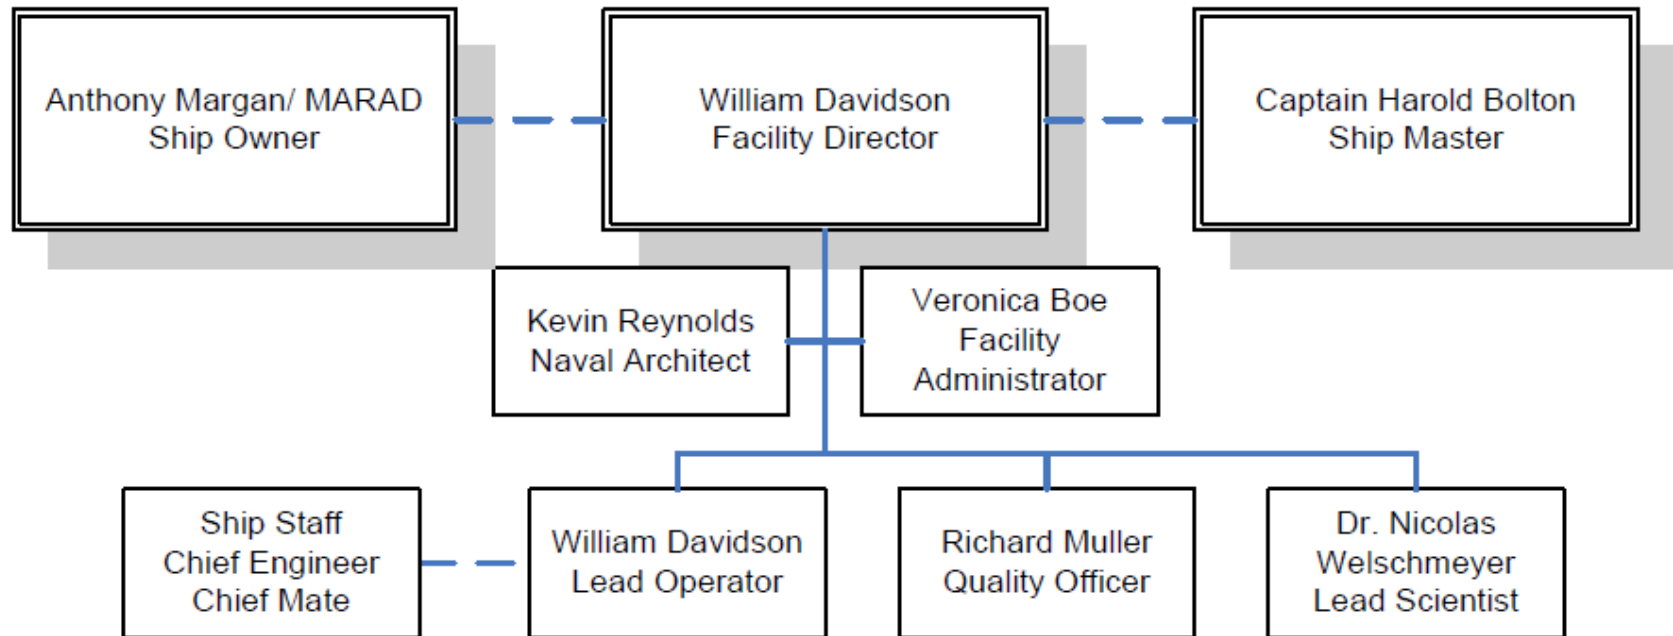 Anthony Margan/ MARAD
Ship Owner
William Davidson
Facility Director
Captain Harold Bolton
Ship Master
Kevin Reynolds
Naval Architect
Veronica Boe
Facility
Administrator
Ship Staff
Chief Engineer
Chief Mate
William Davidson
Lead Operator
Richard Muller
Quality Officer
Dr. Nicolas
Welschmeyer
Lead Scientist